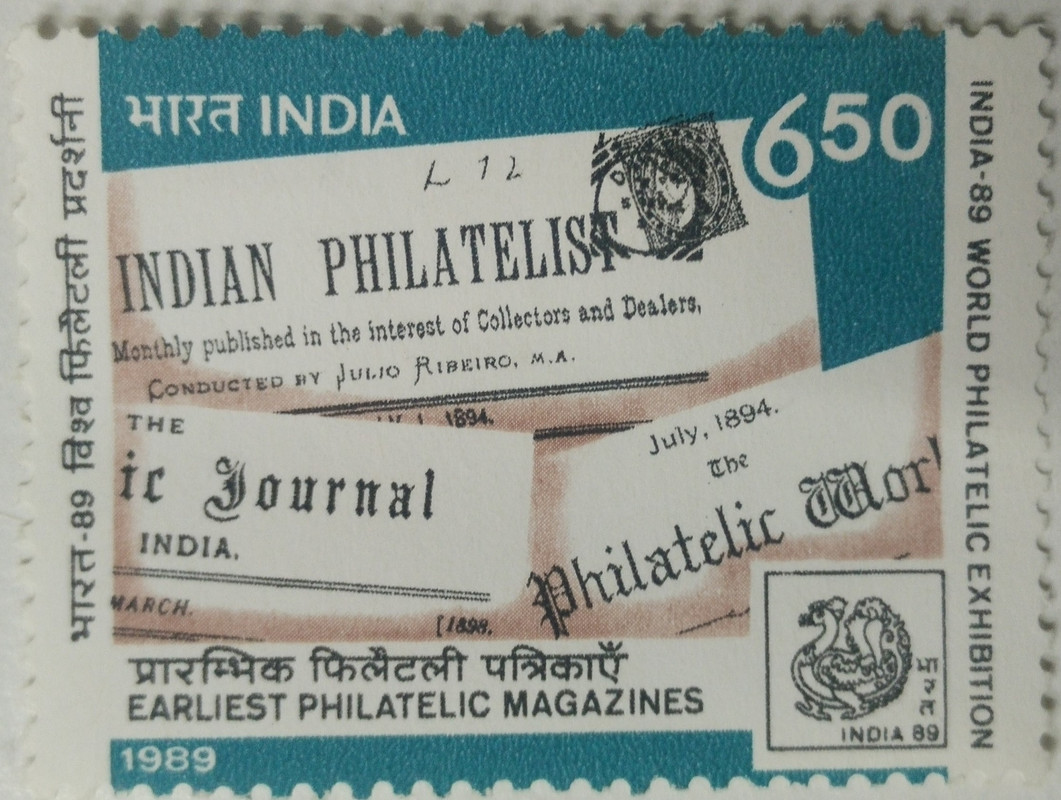 भारत INDIA
6.50
L 12
INDIAN PHILATELIST
Monthly published in the interest of Collectors and Dealers,
CONDUCTED BY JULIO RIBEIRO, M.A.
1894.
THE
ic Journal
INDIA,
MARCH.
[1898.
July, 1894.
The
Philatelic Worl
प्रारम्भिक फिलैटली पत्रिकाएँ
EARLIEST PHILATELIC MAGAZINES
1989
भारत
INDIA 89
भारत-89 विश्व फिलैटली प्रदर्शनी
INDIA-89 WORLD PHILATELIC EXHIBITION